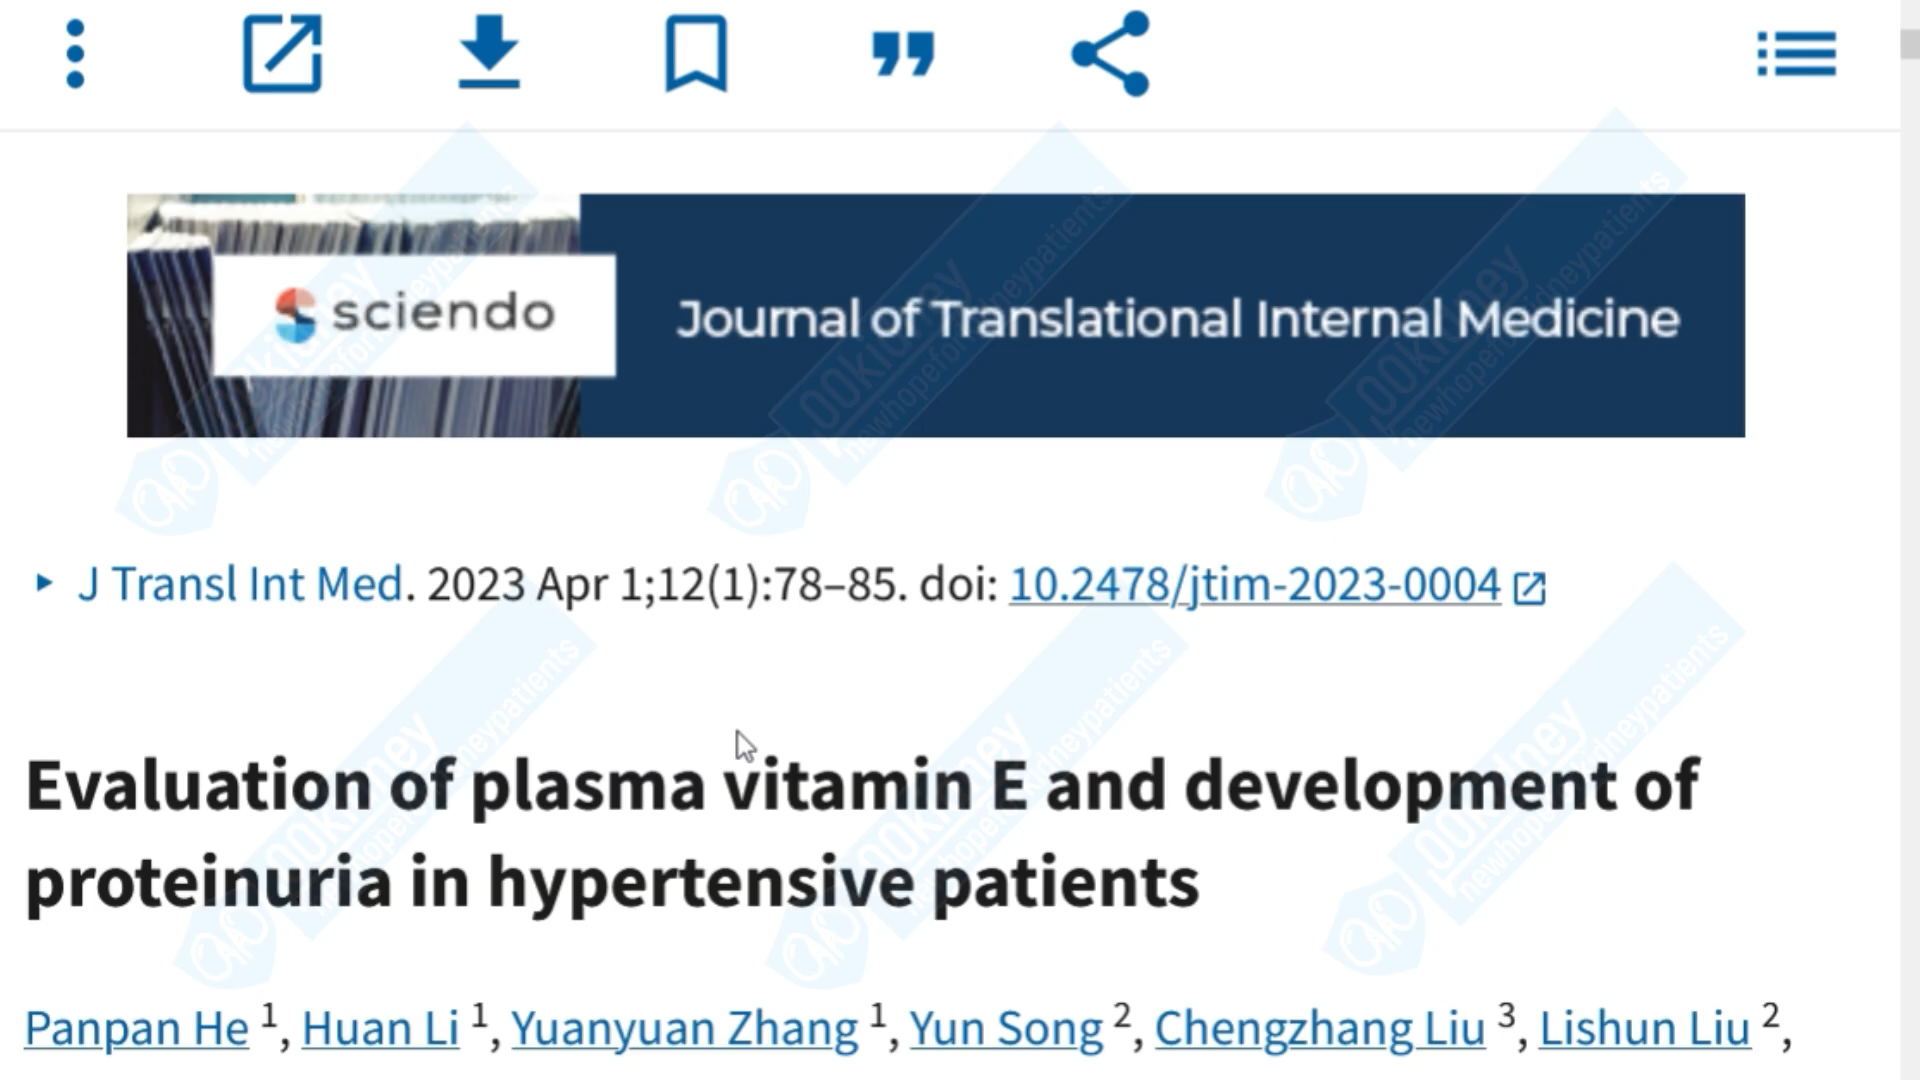 sciendo
Journal of Translational Internal Medicine
J Transl Int Med. 2023 Apr 1;12(1):78–85. doi: 10.2478/jtim-2023-0004
Evaluation of plasma vitamin E and development of
proteinuria in hypertensive patients
Panpan He 1, Huan Li 1, Yuanyuan Zhang 1, Yun Song 2, Chengzhang Liu 3, Lishun Liu 2,